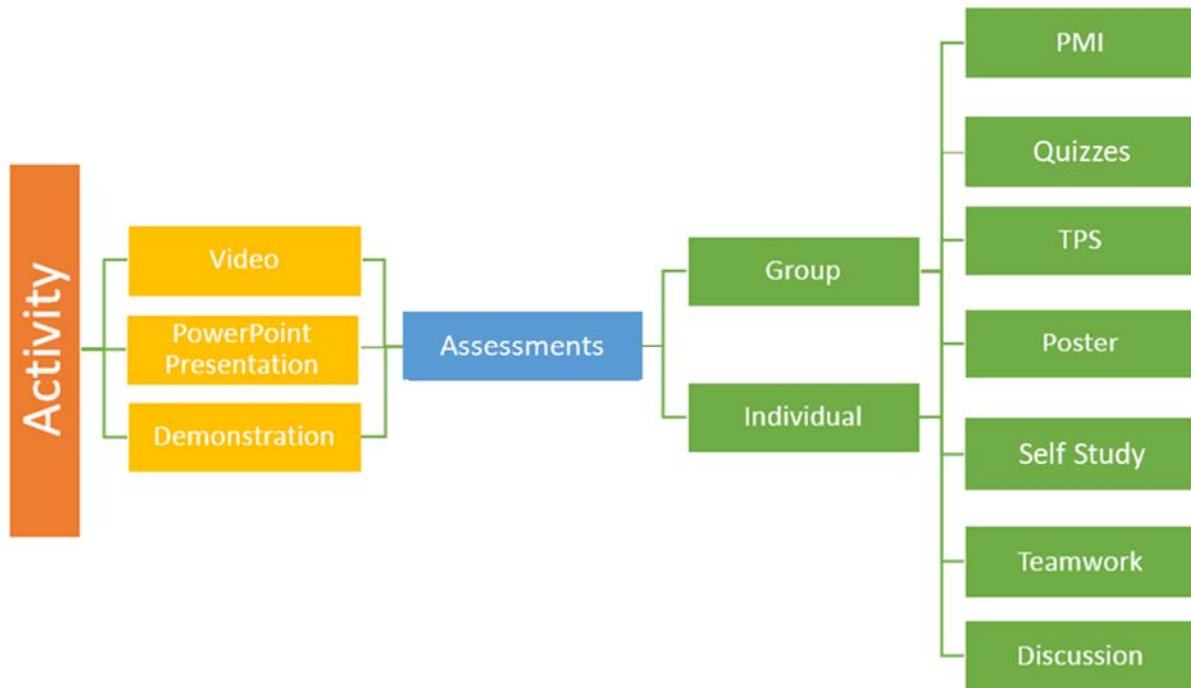 Activity
Video
PowerPoint
Presentation
Demonstration
Assessments
Group
Individual
PMI
Quizzes
TPS
Poster
Self Study
Teamwork
Discussion